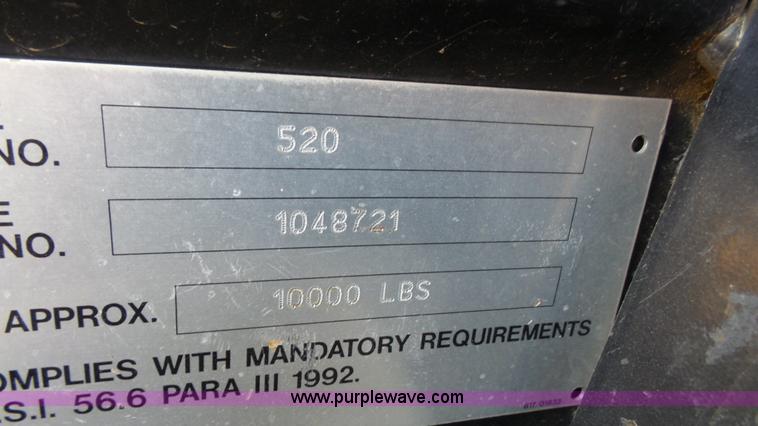 NO. 520
E
NO. 1048721
APPROX. 10000 LBS
OMPLIES WITH MANDATORY REQUIREMENTS
.S.I. 56.6 PARA III 1992.
www.purplewave.com